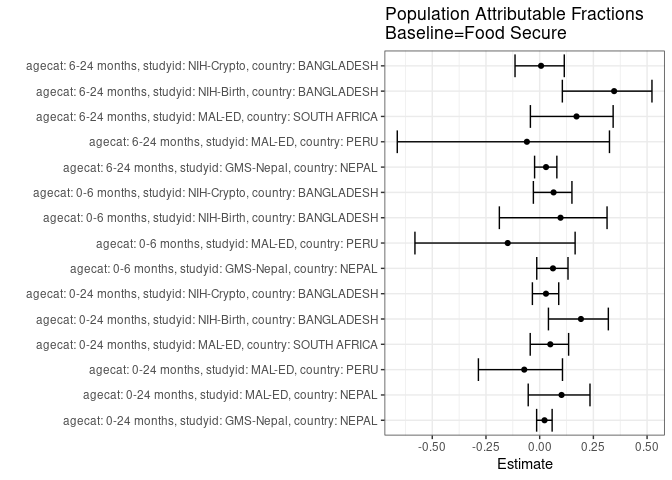 Population Attributable Fractions
Baseline=Food Secure
agecat: 6-24 months, studyid: NIH-Crypto, country: BANGLADESH
agecat: 6-24 months, studyid: NIH-Birth, country: BANGLADESH
agecat: 6-24 months, studyid: MAL-ED, country: SOUTH AFRICA
agecat: 6-24 months, studyid: MAL-ED, country: PERU
agecat: 6-24 months, studyid: GMS-Nepal, country: NEPAL
agecat: 0-6 months, studyid: NIH-Crypto, country: BANGLADESH
agecat: 0-6 months, studyid: NIH-Birth, country: BANGLADESH
agecat: 0-6 months, studyid: MAL-ED, country: PERU
agecat: 0-6 months, studyid: GMS-Nepal, country: NEPAL
agecat: 0-24 months, studyid: NIH-Crypto, country: BANGLADESH
agecat: 0-24 months, studyid: NIH-Birth, country: BANGLADESH
agecat: 0-24 months, studyid: MAL-ED, country: SOUTH AFRICA
agecat: 0-24 months, studyid: MAL-ED, country: PERU
agecat: 0-24 months, studyid: MAL-ED, country: NEPAL
agecat: 0-24 months, studyid: GMS-Nepal, country: NEPAL
-0.50 -0.25 0.00 0.25 0.50
Estimate